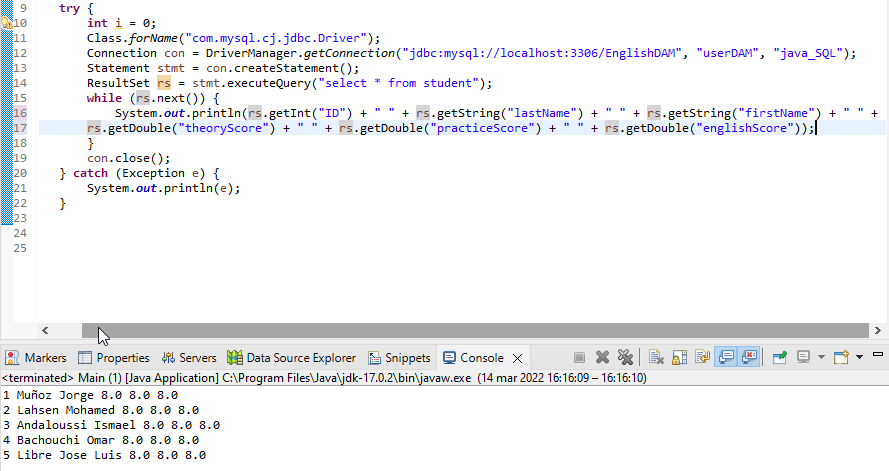 9 try {
10 int i = 0;
11 Class.forName("com.mysql.cj.jdbc.Driver");
12 Connection con = DriverManager.getConnection("jdbc:mysql://localhost:3306/EnglishDAM", "userDAM", "java_SQL");
13 Statement stmt = con.createStatement();
14 ResultSet rs = stmt.executeQuery("select * from student");
15 while (rs.next()) {
16 System.out.println(rs.getInt("ID") + " " + rs.getString("lastName") + " " + rs.getString("firstName") + " " +
17 rs.getDouble("theoryScore") + " " + rs.getDouble("practiceScore") + " " + rs.getDouble("englishScore"));
18 }
19 con.close();
20 } catch (Exception e) {
21 System.out.println(e);
22 }
23
24
25
Markers Properties Servers Data Source Explorer Snippets Console
<terminated> Main (1) [Java Application] C:\Program Files\Java\jdk-17.0.2\bin\javaw.exe (14 mar 2022 16:16:09 – 16:16:10)
1 Muñoz Jorge 8.0 8.0 8.0
2 Lahsen Mohamed 8.0 8.0 8.0
3 Andaloussi Ismael 8.0 8.0 8.0
4 Bachouchi Omar 8.0 8.0 8.0
5 Libre Jose Luis 8.0 8.0 8.0